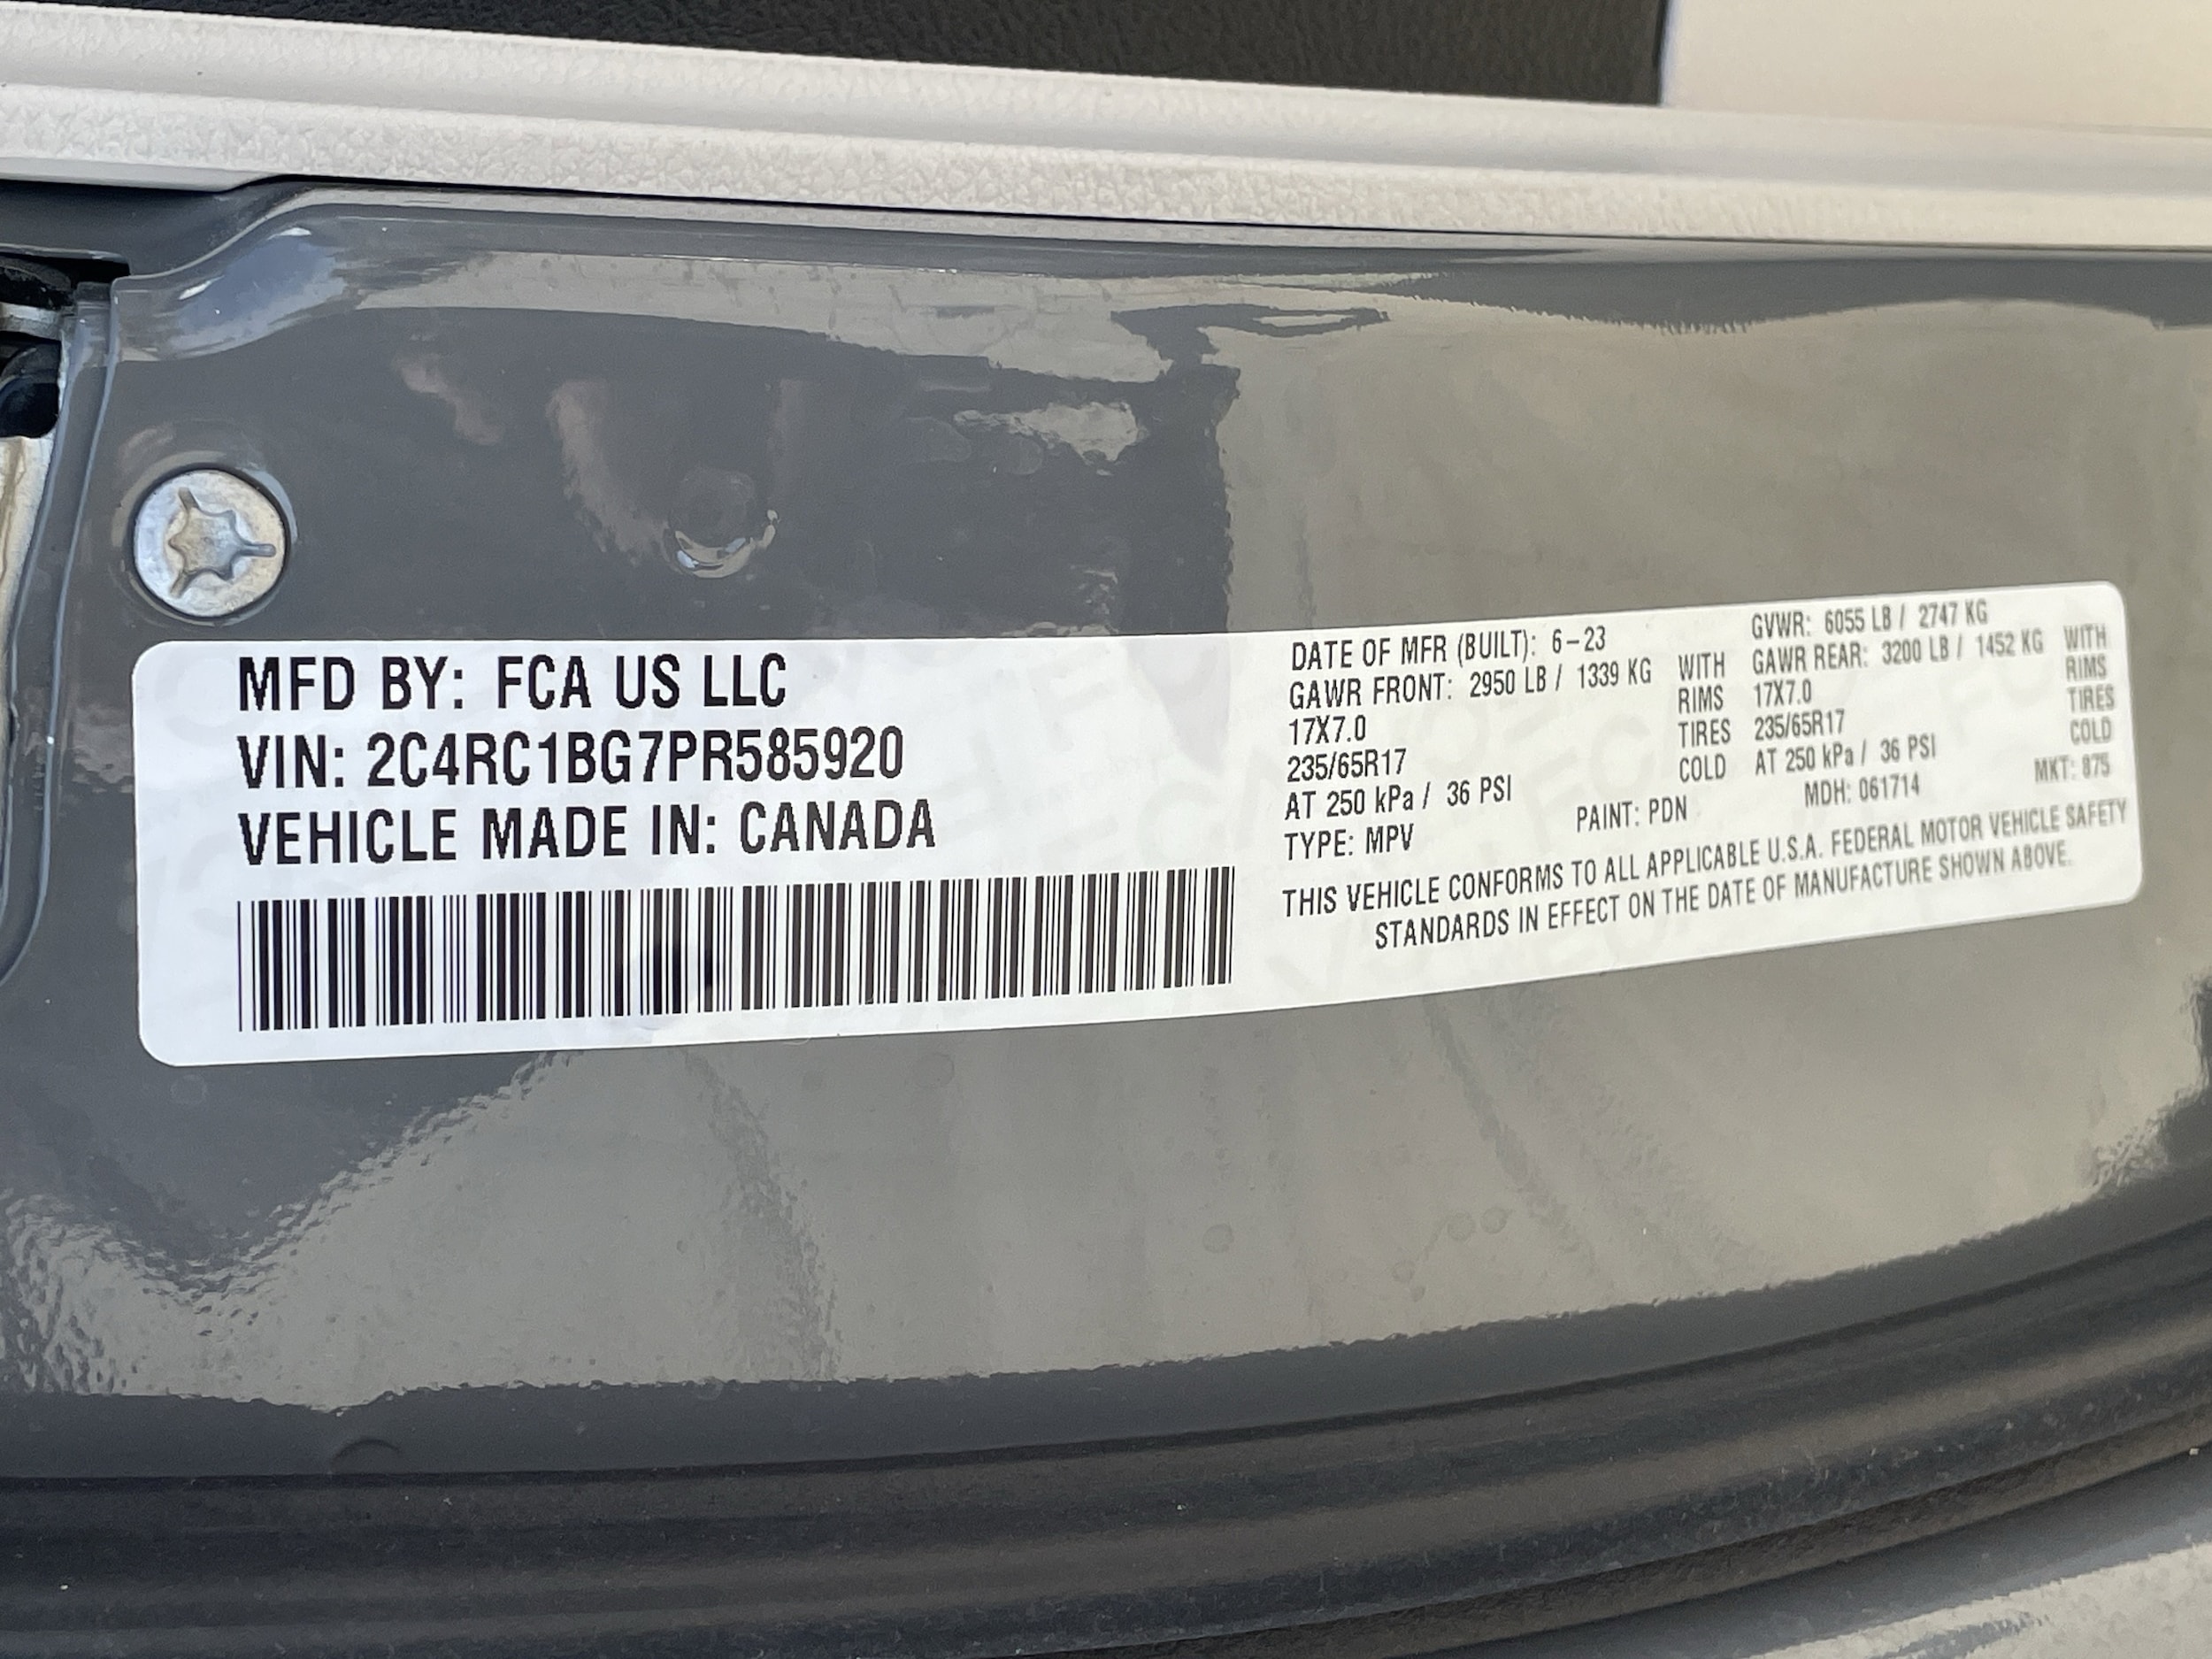 MFD BY: FCA US LLC
VIN: 2C4RC1BG7PR585920
VEHICLE MADE IN: CANADA
DATE OF MFR (BUILT): 6-23
GVWR: 6055 LB / 2747 KG
GAWR FRONT: 2950 LB / 1339 KG WITH
GAWR REAR: 3200 LB / 1452 KG WITH
17X7.0 RIMS
17X7.0 RIMS
235/65R17 TIRES
235/65R17 TIRES
AT 250 kPa / 36 PSI COLD
AT 250 kPa / 36 PSI COLD
TYPE: MPV PAINT: PDN MDH: 061714 MKT: 875
THIS VEHICLE CONFORMS TO ALL APPLICABLE U.S.A. FEDERAL MOTOR VEHICLE SAFETY
STANDARDS IN EFFECT ON THE DATE OF MANUFACTURE SHOWN ABOVE.